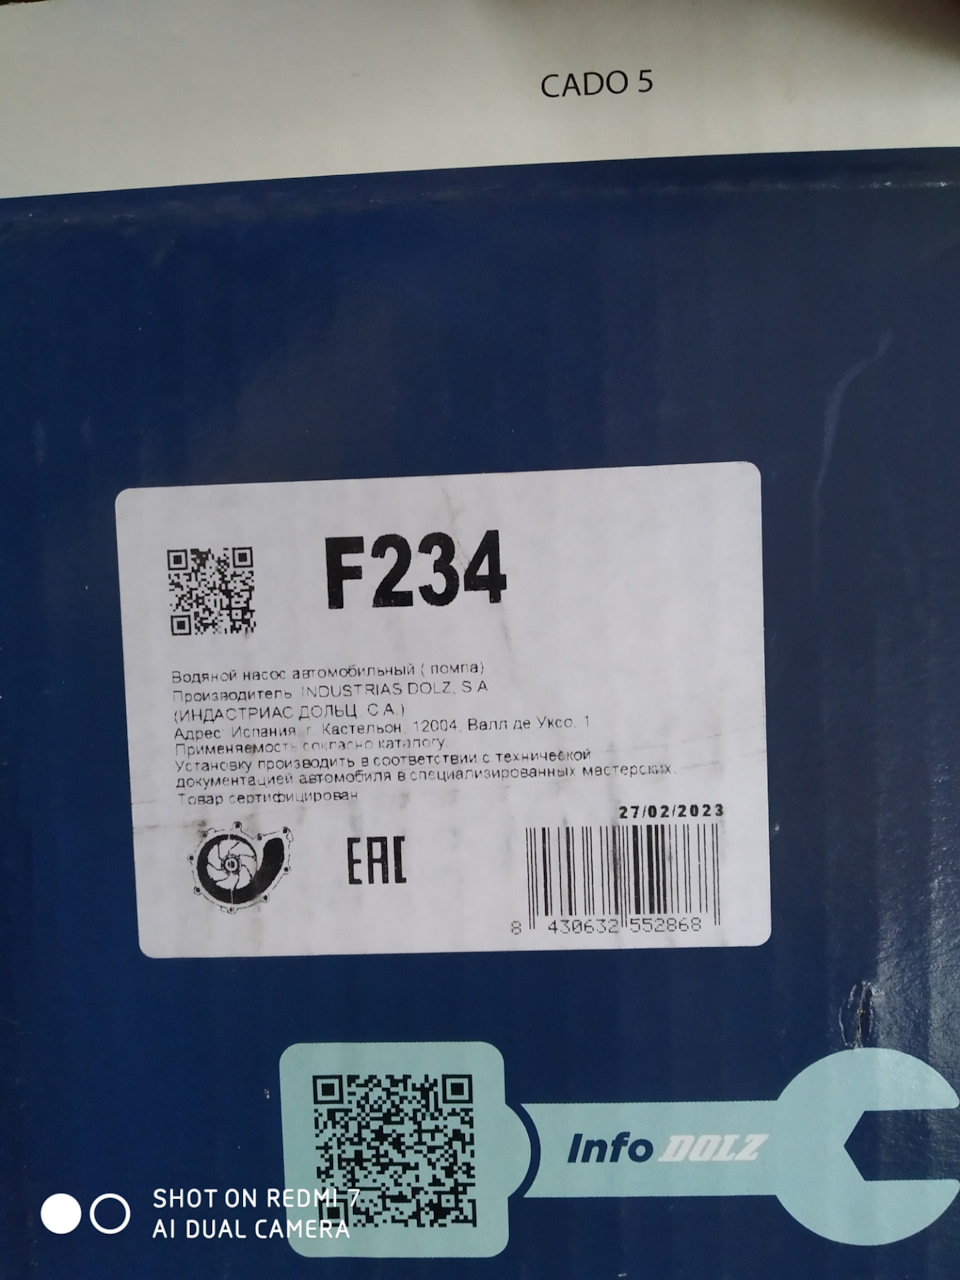 CADO 5
F234
Водяной насос автомобильный ( помпа)
Производитель INDUSTRIAS DOLZ, S.A.
(ИНДАСТРИАС ДОЛЬЦ, С.А.)
Адрес: Испания, г. Кастельон, 12004, Валл де Уксо, 1
Применяемость согласно каталогу.
Установку производить в соответствии с технической
документацией автомобиля в специализированных мастерских.
Товар сертифицирован
27/02/2023
EAC
8 430632 552868
Info DOLZ
SHOT ON REDMI 7
AI DUAL CAMERA